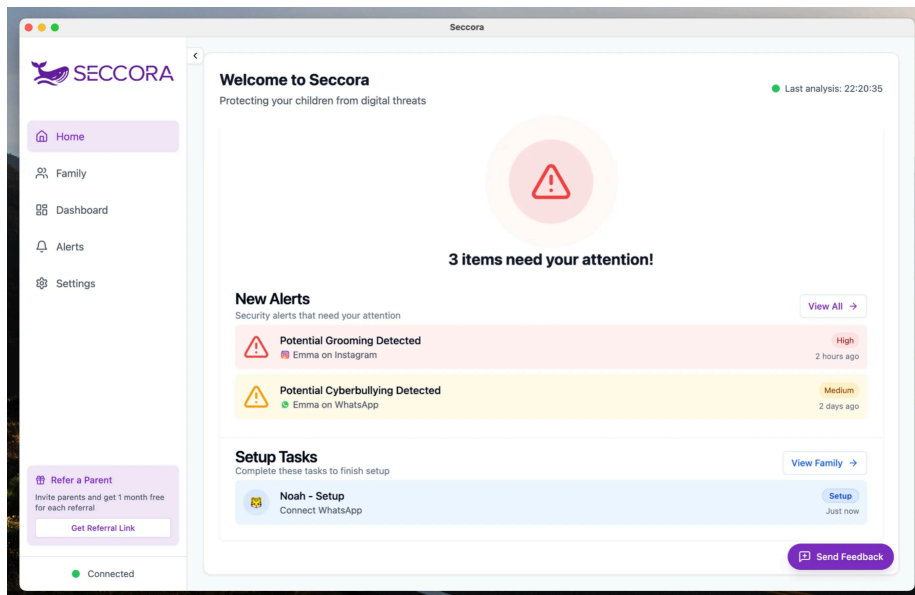 Seccora
SECCORA
Home
Family
Dashboard
Alerts
Settings
Refer a Parent
Invite parents and get 1 month free
for each referral
Get Referral Link
Connected
Welcome to Seccora
Protecting your children from digital threats
Last analysis: 22:20:35
3 items need your attention!
New Alerts
Security alerts that need your attention
View All
Potential Grooming Detected
Emma on Instagram
High
2 hours ago
Potential Cyberbullying Detected
Emma on WhatsApp
Medium
2 days ago
Setup Tasks
Complete these tasks to finish setup
View Family
Noah - Setup
Connect WhatsApp
Setup
Just now
Send Feedback